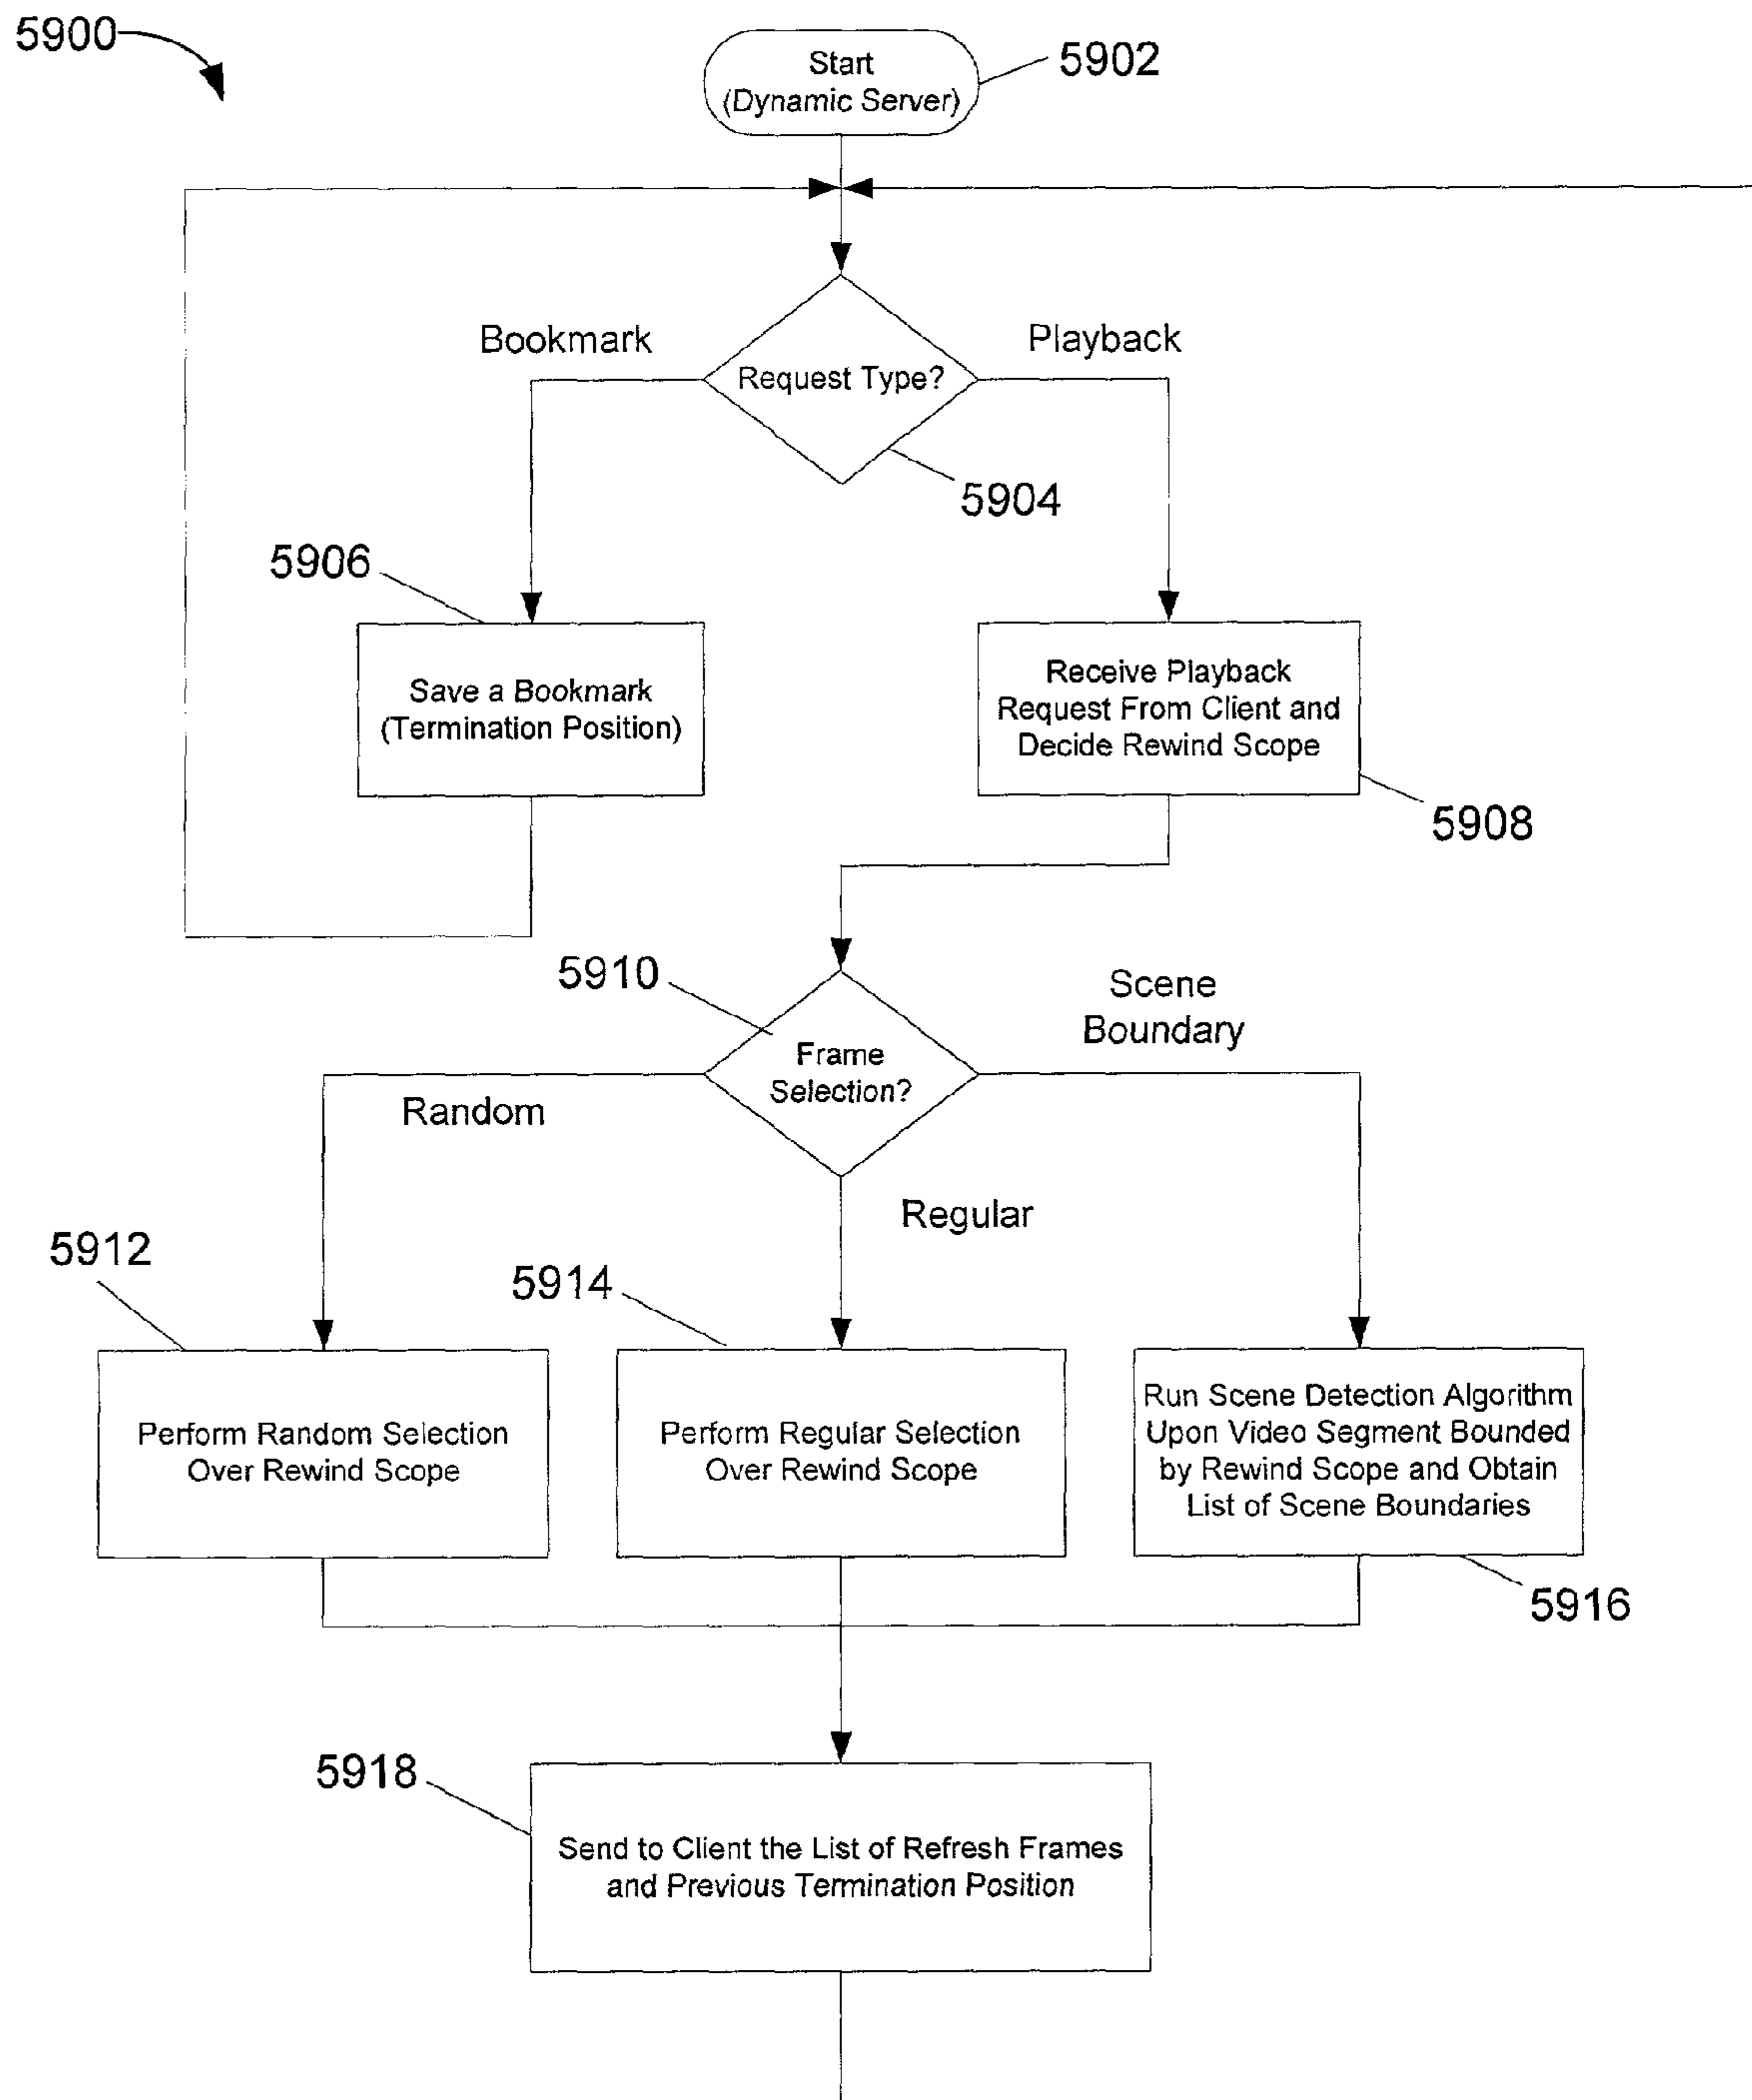 5900
Start
(Dynamic Server)
5902
Bookmark
Playback
Request Type?
5904
5906
Save a Bookmark
(Termination Position)
Receive Playback
Request From Client and
Decide Rewind Scope
5908
5910
Scene
Boundary
Frame
Selection?
Random
Regular
5912
5914
Perform Random Selection
Over Rewind Scope
Perform Regular Selection
Over Rewind Scope
Run Scene Detection Algorithm
Upon Video Segment Bounded
by Rewind Scope and Obtain
List of Scene Boundaries
5916
5918
Send to Client the List of Refresh Frames
and Previous Termination Position